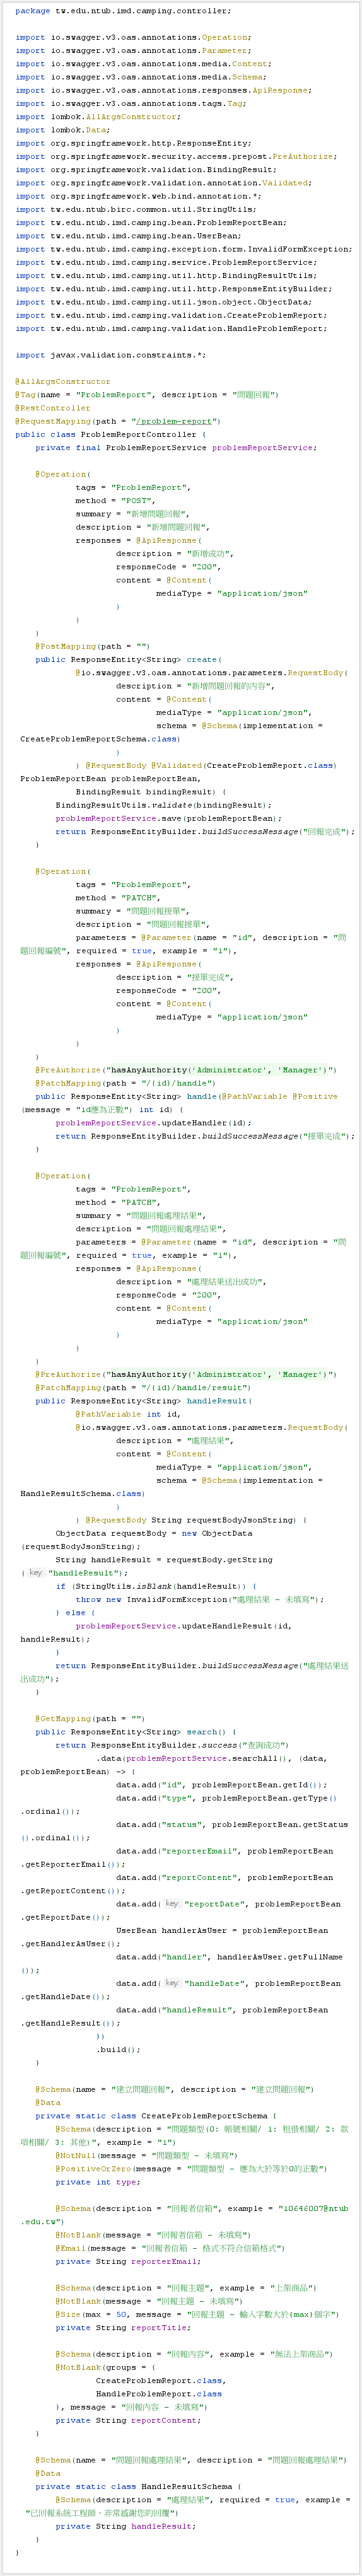 package tw.edu.ntub.imd.camping.controller;
import io.swagger.v3.oas.annotations.Operation;
import io.swagger.v3.oas.annotations.Parameter;
import io.swagger.v3.oas.annotations.media.Content;
import io.swagger.v3.oas.annotations.media.Schema;
import io.swagger.v3.oas.annotations.responses.ApiResponse;
import io.swagger.v3.oas.annotations.tags.Tag;
import lombok.AllArgsConstructor;
import lombok.Data;
import org.springframework.http.ResponseEntity;
import org.springframework.security.access.prepost.PreAuthorize;
import org.springframework.validation.BindingResult;
import org.springframework.validation.annotation.Validated;
import org.springframework.web.bind.annotation.*;
import tw.edu.ntub.birc.common.util.StringUtils;
import tw.edu.ntub.imd.camping.bean.ProblemReportBean;
import tw.edu.ntub.imd.camping.bean.UserBean;
import tw.edu.ntub.imd.camping.exception.form.InvalidFormException;
import tw.edu.ntub.imd.camping.service.ProblemReportService;
import tw.edu.ntub.imd.camping.util.http.BindingResultUtils;
import tw.edu.ntub.imd.camping.util.http.ResponseEntityBuilder;
import tw.edu.ntub.imd.camping.util.json.object.ObjectData;
import tw.edu.ntub.imd.camping.validation.CreateProblemReport;
import tw.edu.ntub.imd.camping.validation.HandleProblemReport;
import javax.validation.constraints.*;
@AllArgsConstructor
@Tag(name = "ProblemReport", description = "問題回報")
@RestController
@RequestMapping(path = "/problem-report")
public class ProblemReportController {
private final ProblemReportService problemReportService;
@Operation(
tags = "ProblemReport",
method = "POST",
summary = "新增問題回報",
description = "新增問題回報",
responses = @ApiResponse(
description = "新增成功",
responseCode = "200",
content = @Content(
mediaType = "application/json"
)
)
)
@PostMapping(path = "")
public ResponseEntity<String> create(
@io.swagger.v3.oas.annotations.parameters.RequestBody(
description = "新增問題回報的內容",
content = @Content(
mediaType = "application/json",
schema = @Schema(implementation =
CreateProblemReportSchema.class)
)
) @RequestBody @Validated(CreateProblemReport.class)
ProblemReportBean problemReportBean,
BindingResult bindingResult) {
BindingResultUtils.validate(bindingResult);
problemReportService.save(problemReportBean);
return ResponseEntityBuilder.buildSuccessMessage("回報完成");
}
@Operation(
tags = "ProblemReport",
method = "PATCH",
summary = "問題回報接單",
description = "問題回報接單",
parameters = @Parameter(name = "id", description = "問
題回報編號", required = true, example = "1"),
responses = @ApiResponse(
description = "接單完成",
responseCode = "200",
content = @Content(
mediaType = "application/json"
)
)
)
@PreAuthorize("hasAnyAuthority('Administrator', 'Manager')")
@PatchMapping(path = "/{id}/handle")
public ResponseEntity<String> handle(@PathVariable @Positive
(message = "id應為正數") int id) {
problemReportService.updateHandler(id);
return ResponseEntityBuilder.buildSuccessMessage("接單完成");
}
@Operation(
tags = "ProblemReport",
method = "PATCH",
summary = "問題回報處理結果",
description = "問題回報處理結果",
parameters = @Parameter(name = "id", description = "問
題回報編號", required = true, example = "1"),
responses = @ApiResponse(
description = "處理結果送出成功",
responseCode = "200",
content = @Content(
mediaType = "application/json"
)
)
)
@PreAuthorize("hasAnyAuthority('Administrator', 'Manager')")
@PatchMapping(path = "/{id}/handle/result")
public ResponseEntity<String> handleResult(
@PathVariable int id,
@io.swagger.v3.oas.annotations.parameters.RequestBody(
description = "處理結果",
content = @Content(
mediaType = "application/json",
schema = @Schema(implementation =
HandleResultSchema.class)
)
) @RequestBody String requestBodyJsonString) {
ObjectData requestBody = new ObjectData
(requestBodyJsonString);
String handleResult = requestBody.getString
( key: "handleResult");
if (StringUtils.isBlank(handleResult)) {
throw new InvalidFormException("處理結果 - 未填寫");
} else {
problemReportService.updateHandleResult(id,
handleResult);
}
return ResponseEntityBuilder.buildSuccessMessage("處理結果送
出成功");
}
@GetMapping(path = "")
public ResponseEntity<String> search() {
return ResponseEntityBuilder.success("查詢成功")
.data(problemReportService.searchAll(), (data,
problemReportBean) -> {
data.add("id", problemReportBean.getId());
data.add("type", problemReportBean.getType()
.ordinal());
data.add("status", problemReportBean.getStatus
().ordinal());
data.add("reporterEmail", problemReportBean
.getReporterEmail());
data.add("reportContent", problemReportBean
.getReportContent());
data.add( key: "reportDate", problemReportBean
.getReportDate());
UserBean handlerAsUser = problemReportBean
.getHandlerAsUser();
data.add("handler", handlerAsUser.getFullName
());
data.add( key: "handleDate", problemReportBean
.getHandleDate());
data.add("handleResult", problemReportBean
.getHandleResult());
})
.build();
}
@Schema(name = "建立問題回報", description = "建立問題回報")
@Data
private static class CreateProblemReportSchema {
@Schema(description = "問題類型(0: 帳號相關/ 1: 租借相關/ 2: 款
項相關/ 3: 其他)", example = "1")
@NotNull(message = "問題類型 - 未填寫")
@PositiveOrZero(message = "問題類型 - 應為大於等於0的正數")
private int type;
@Schema(description = "回報者信箱", example = "10646007@ntub
.edu.tw")
@NotBlank(message = "回報者信箱 - 未填寫")
@Email(message = "回報者信箱 - 格式不符合信箱格式")
private String reporterEmail;
@Schema(description = "回報主題", example = "上架商品")
@NotBlank(message = "回報主題 - 未填寫")
@Size(max = 50, message = "回報主題 - 輸入字數大於{max}個字")
private String reportTitle;
@Schema(description = "回報內容", example = "無法上架商品")
@NotBlank(groups = {
CreateProblemReport.class,
HandleProblemReport.class
}, message = "回報內容 - 未填寫")
private String reportContent;
}
@Schema(name = "問題回報處理結果", description = "問題回報處理結果")
@Data
private static class HandleResultSchema {
@Schema(description = "處理結果", required = true, example =
"已回報系統工程師，非常感謝您的回覆")
private String handleResult;
}
}